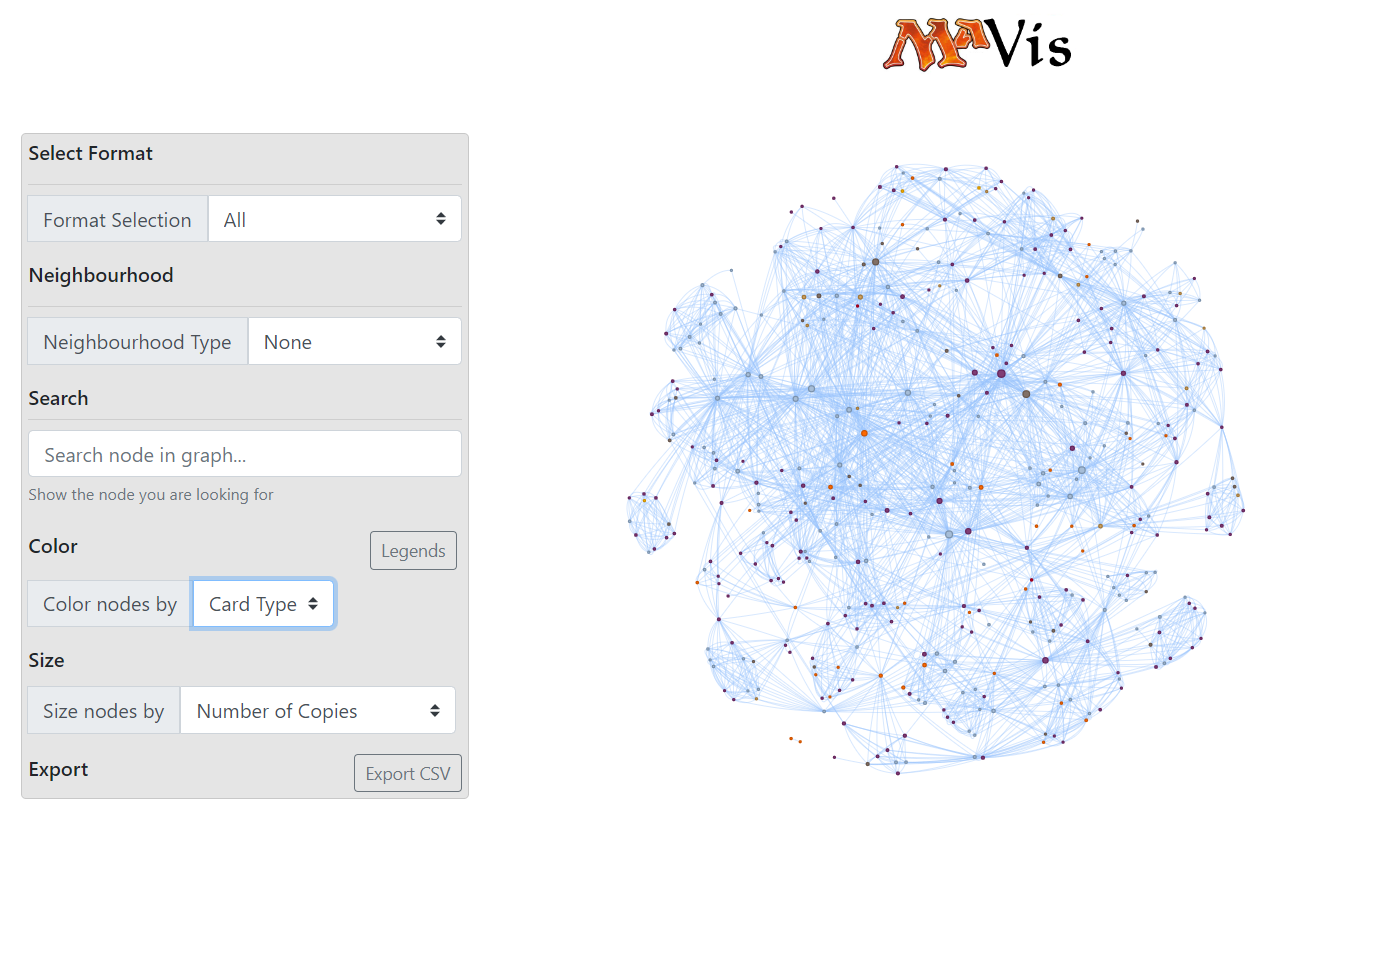 MAVis
Select Format
Format Selection All
Neighbourhood
Neighbourhood Type None
Search
Search node in graph...
Show the node you are looking for
Color Legends
Color nodes by Card Type
Size
Size nodes by Number of Copies
Export Export CSV